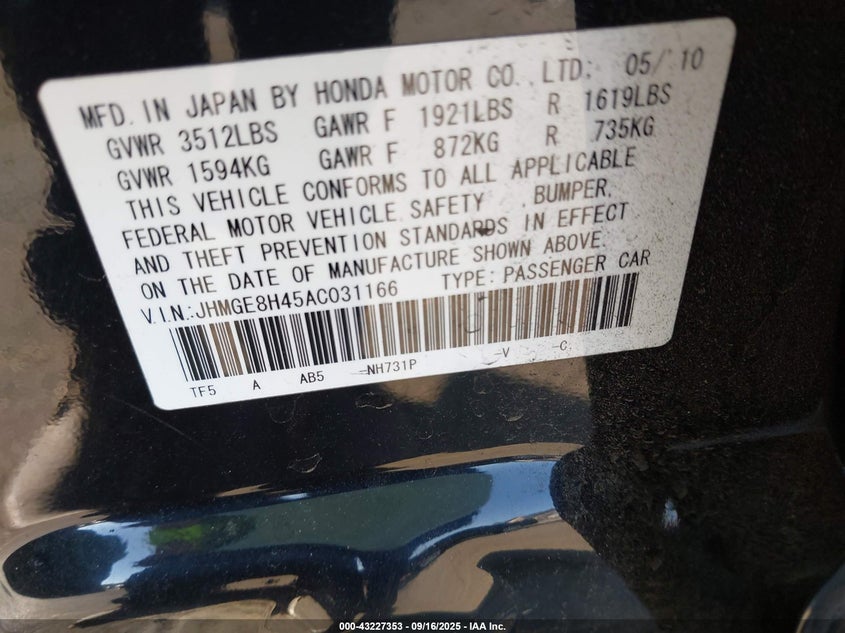 MFD. IN JAPAN BY HONDA MOTOR CO., LTD. 05/ 10
GVWR 3512LBS GAWR F 1921LBS R 1619LBS
GVWR 1594KG GAWR F 872KG R 735KG
THIS VEHICLE CONFORMS TO ALL APPLICABLE
FEDERAL MOTOR VEHICLE SAFETY BUMPER,
AND THEFT PREVENTION STANDARDS IN EFFECT
ON THE DATE OF MANUFACTURE SHOWN ABOVE.
V.I.N.:JHMGE8H45AC031166 TYPE: PASSENGER CAR
TF5 A AB5 -NH731P -V -C
000-43227353 - 09/16/2025 - IAA Inc.